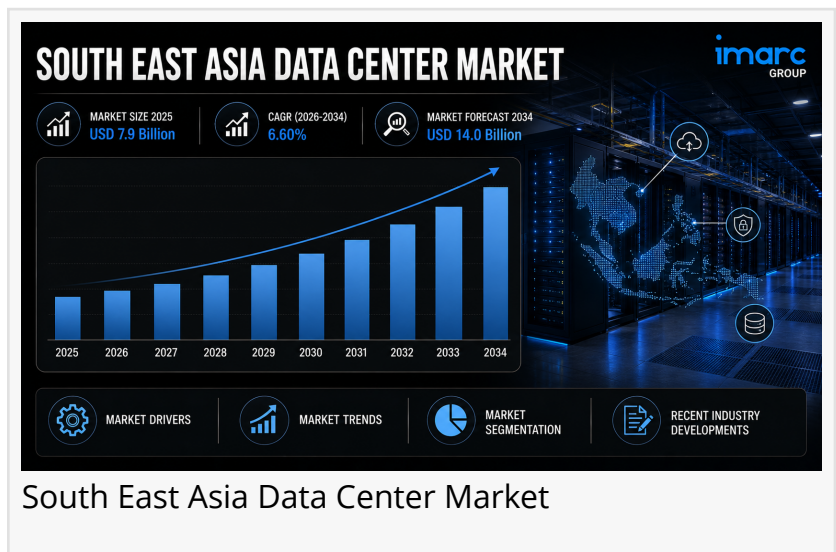 SOUTH EAST ASIA DATA CENTER MARKET
imarc
GROUP
MARKET SIZE 2025
USD 7.9 Billion
CAGR (2026-2034)
6.60%
MARKET FORECAST 2034
USD 14.0 Billion
2025 2026 2027 2028 2029 2030 2031 2032 2033 2034
MARKET DRIVERS
MARKET TRENDS
MARKET
SEGMENTATION
RECENT INDUSTRY
DEVELOPMENTS
South East Asia Data Center Market